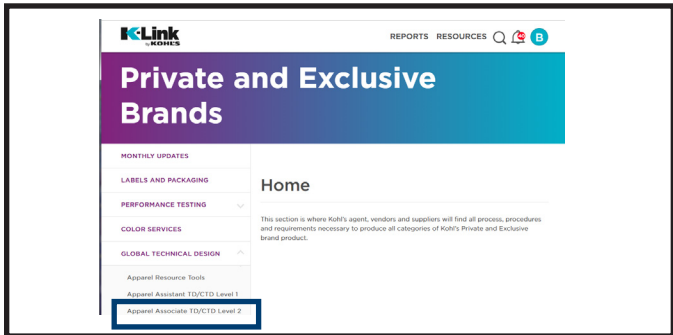 K-Link
by KOHL'S
REPORTS RESOURCES B
Private and Exclusive
Brands
MONTHLY UPDATES
LABELS AND PACKAGING
PERFORMANCE TESTING
COLOR SERVICES
GLOBAL TECHNICAL DESIGN
Apparel Resource Tools
Apparel Assistant TD/CTD Level 1
Apparel Associate TD/CTD Level 2
Home
This section is where Kohl's agent, vendors and suppliers will find all process, procedures
and requirements necessary to produce all categories of Kohl's Private and Exclusive
brand product.